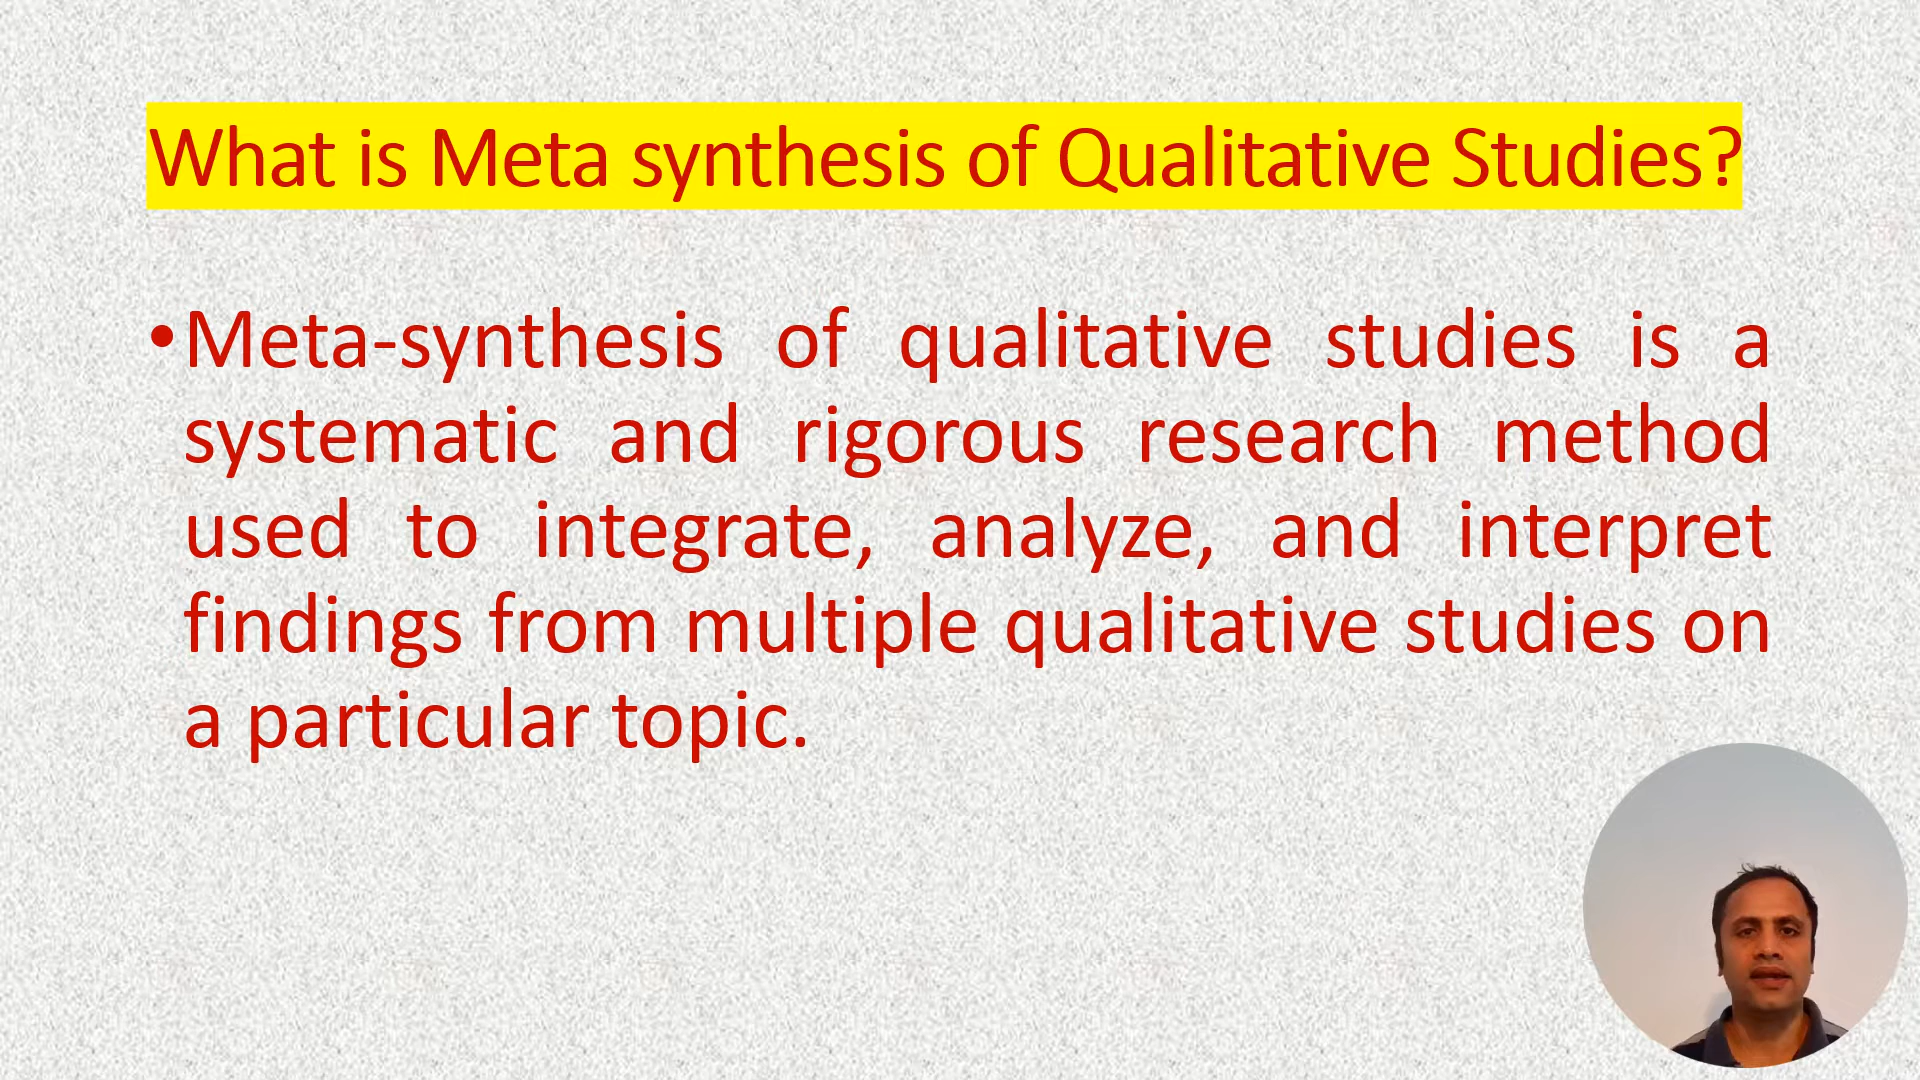 What is Meta synthesis of Qualitative Studies?
•Meta-synthesis of qualitative studies is a
systematic and rigorous research method
used to integrate, analyze, and interpret
findings from multiple qualitative studies on
a particular topic.